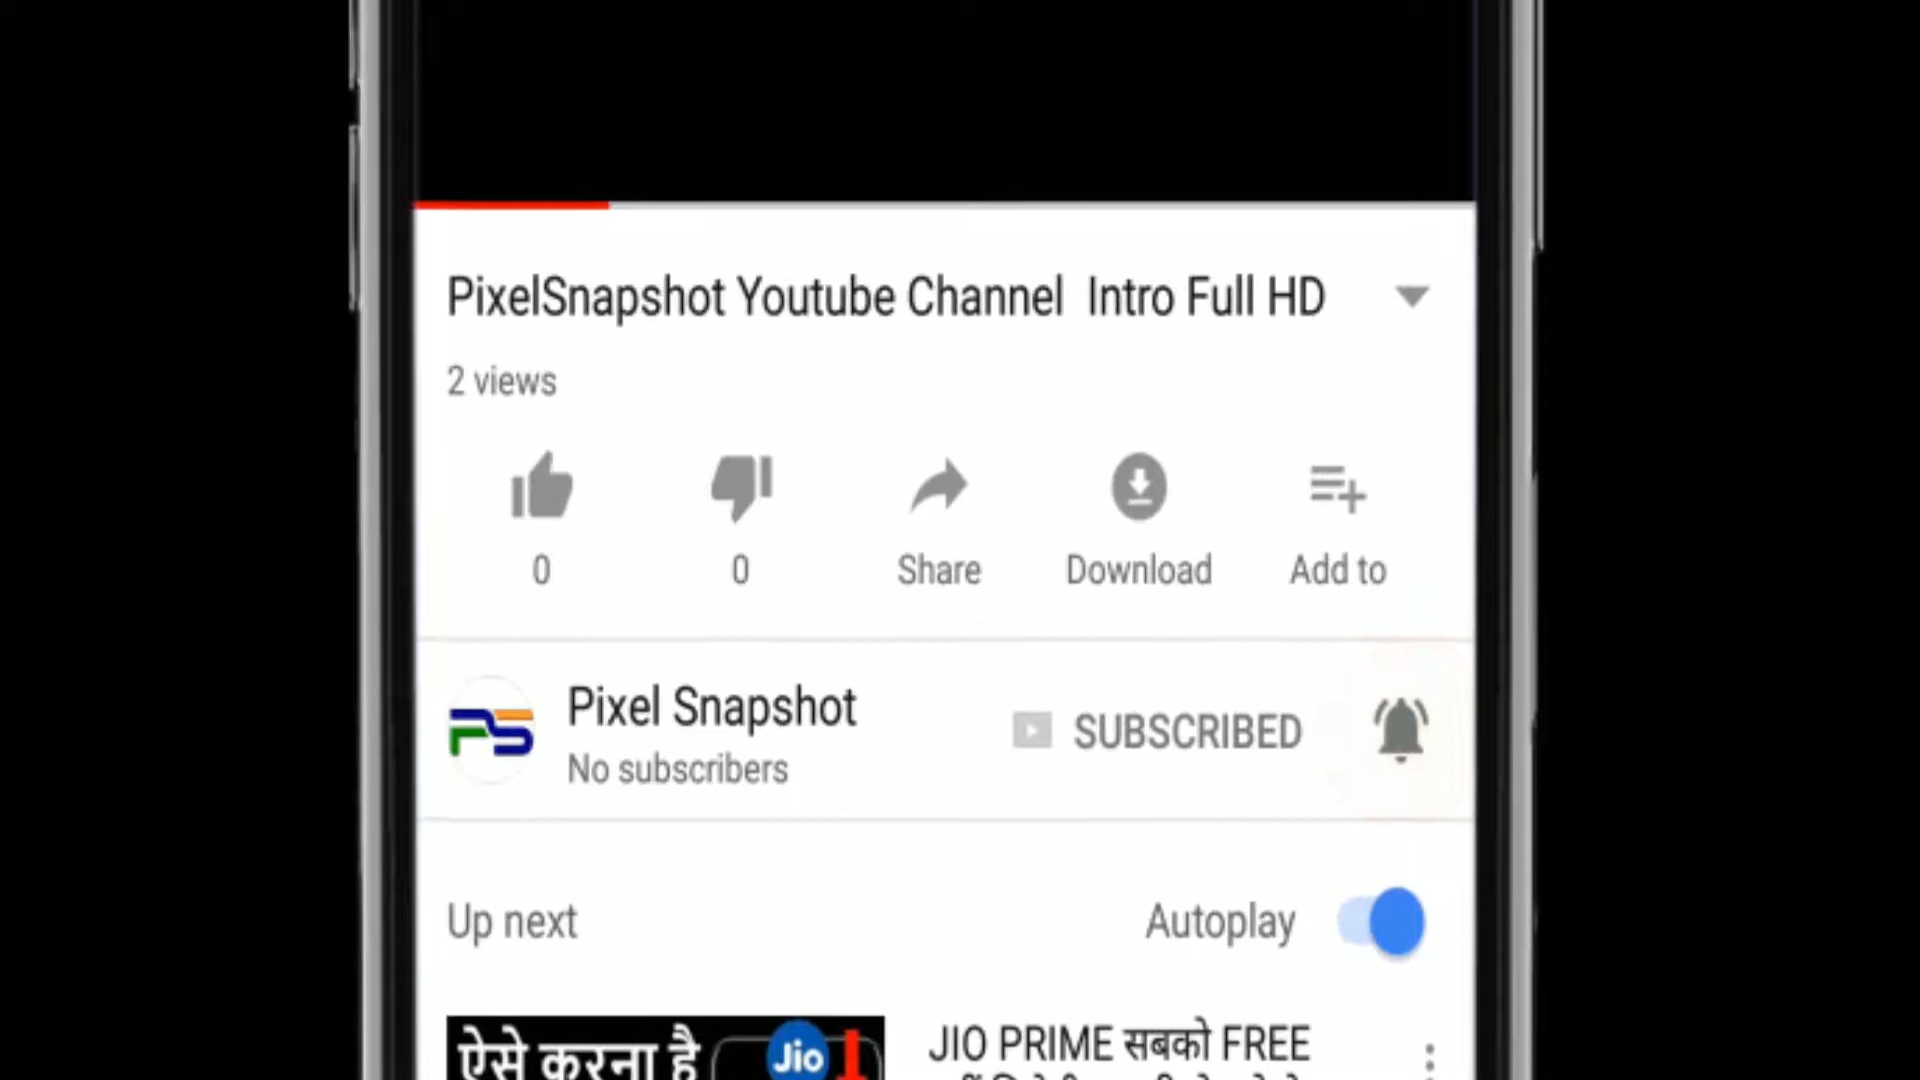 PixelSnapshot Youtube Channel Intro Full HD
2 views
0
0
Share
Download
Add to
PS
Pixel Snapshot
No subscribers
SUBSCRIBED
Up next
Autoplay
ऐसे करना है
Jio
JIO PRIME सबको FREE